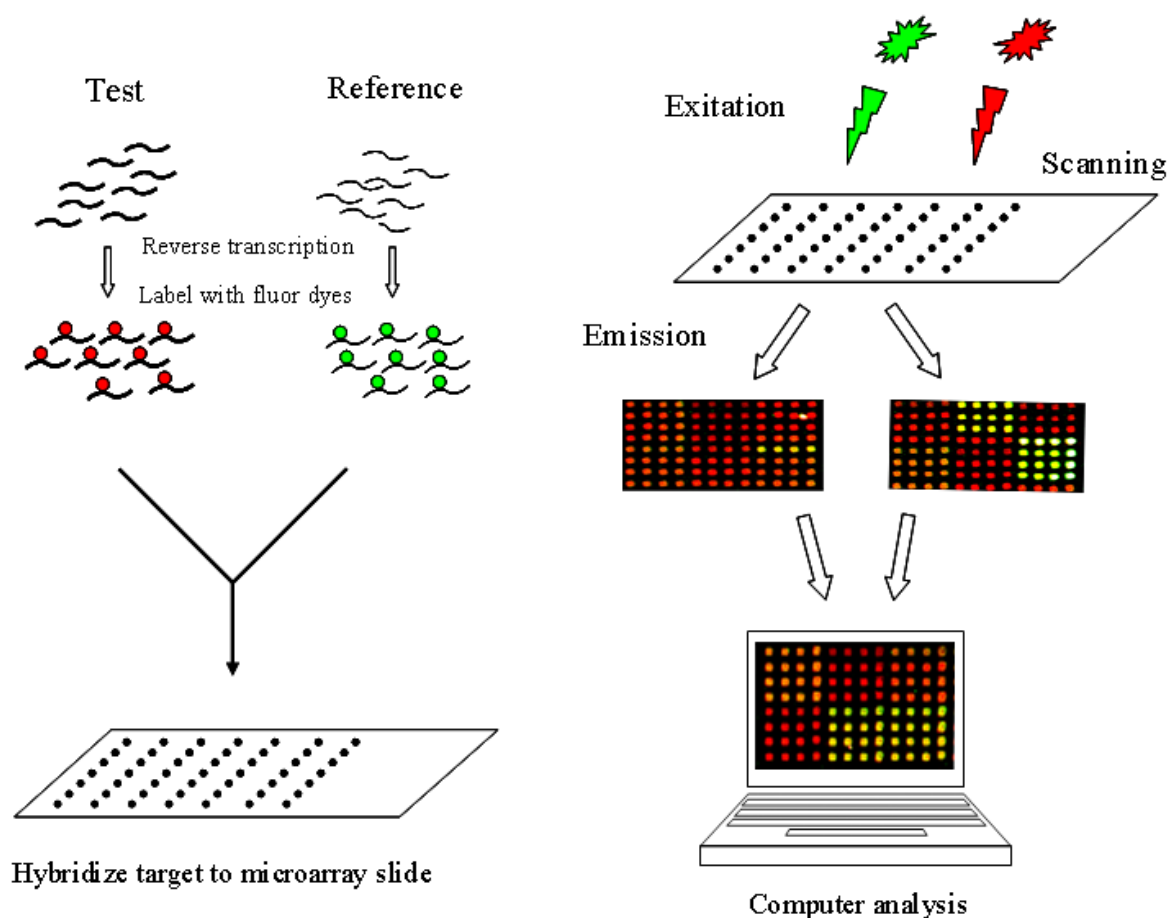 Test
Reference
Reverse transcription
Label with fluor dyes
Hybridize target to microarray slide
Exitation
Scanning
Emission
Computer analysis